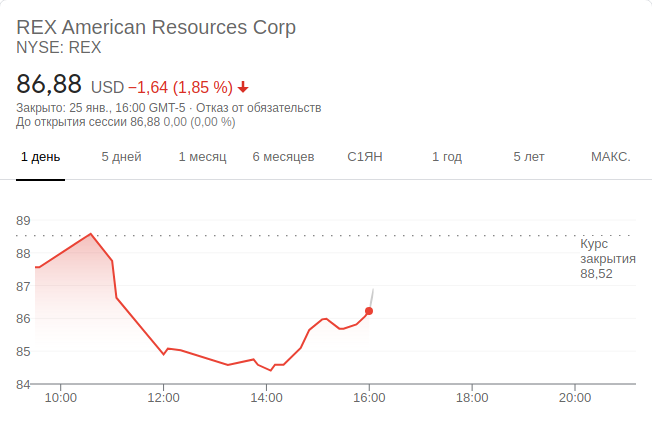 REX American Resources Corp
NYSE: REX
86,88 USD −1,64 (1,85 %)
Закрыто: 25 янв., 16:00 GMT-5 · Отказ от обязательств
До открытия сессии 86,88 0,00 (0,00 %)
1 день 5 дней 1 месяц 6 месяцев С1ЯН 1 год 5 лет МАКС.
89
Курс
закрытия
88,52
88
87
86
85
84
10:00 12:00 14:00 16:00 18:00 20:00